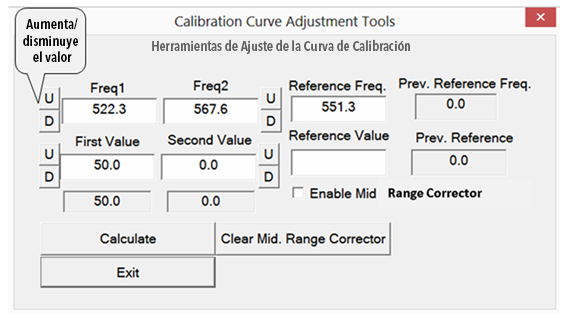 Calibration Curve Adjustment Tools
Aumenta/
disminuye
el valor
Herramientas de Ajuste de la Curva de Calibración
Freq1 Freq2 Reference Freq. Prev. Reference Freq.
U 522.3 567.6 U 551.3 0.0
D D
First Value Second Value Reference Value Prev. Reference
U 50.0 0.0 U 0.0
D D
50.0 0.0 Enable Mid Range Corrector
Calculate Clear Mid. Range Corrector
Exit